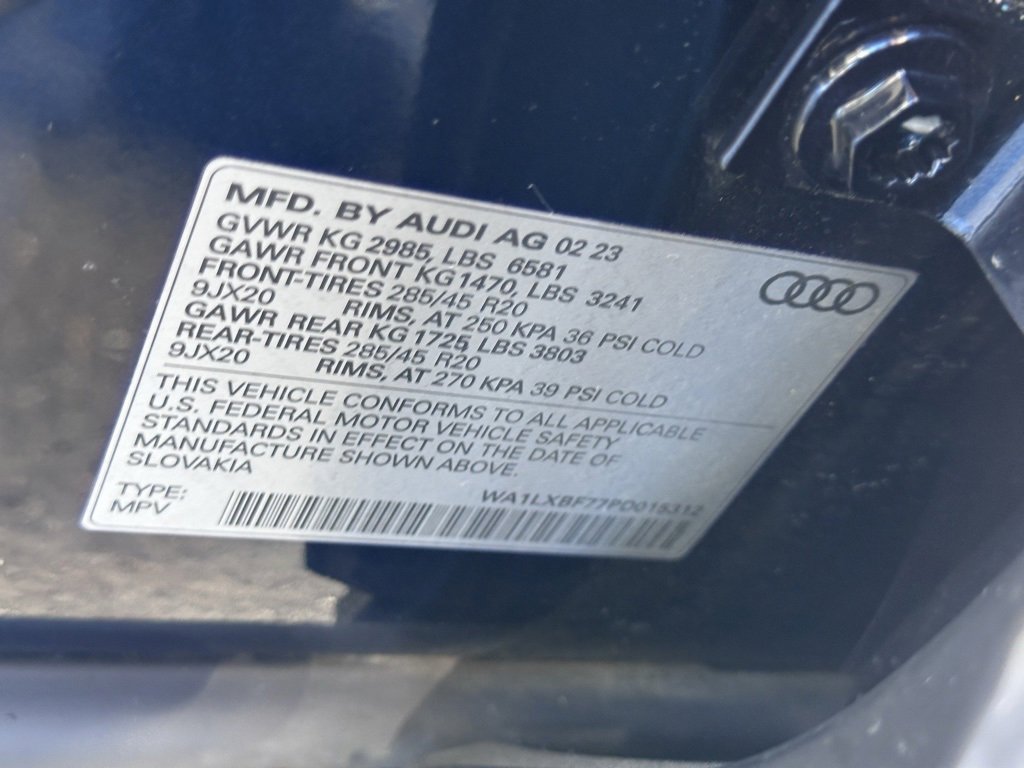 MFD. BY AUDI AG 02 23
GVWR KG 2985, LBS 6581
GAWR FRONT KG1470, LBS 3241
FRONT-TIRES 285/45 R20
9JX20 RIMS, AT 250 KPA 36 PSI COLD
GAWR REAR KG 1725 LBS 3803
REAR-TIRES 285/45 R20
9JX20 RIMS, AT 270 KPA 39 PSI COLD
THIS VEHICLE CONFORMS TO ALL APPLICABLE
U.S. FEDERAL MOTOR VEHICLE SAFETY
STANDARDS IN EFFECT ON THE DATE OF
MANUFACTURE SHOWN ABOVE.
SLOVAKIA
WA1LXBF77PD015312
TYPE:
MPV